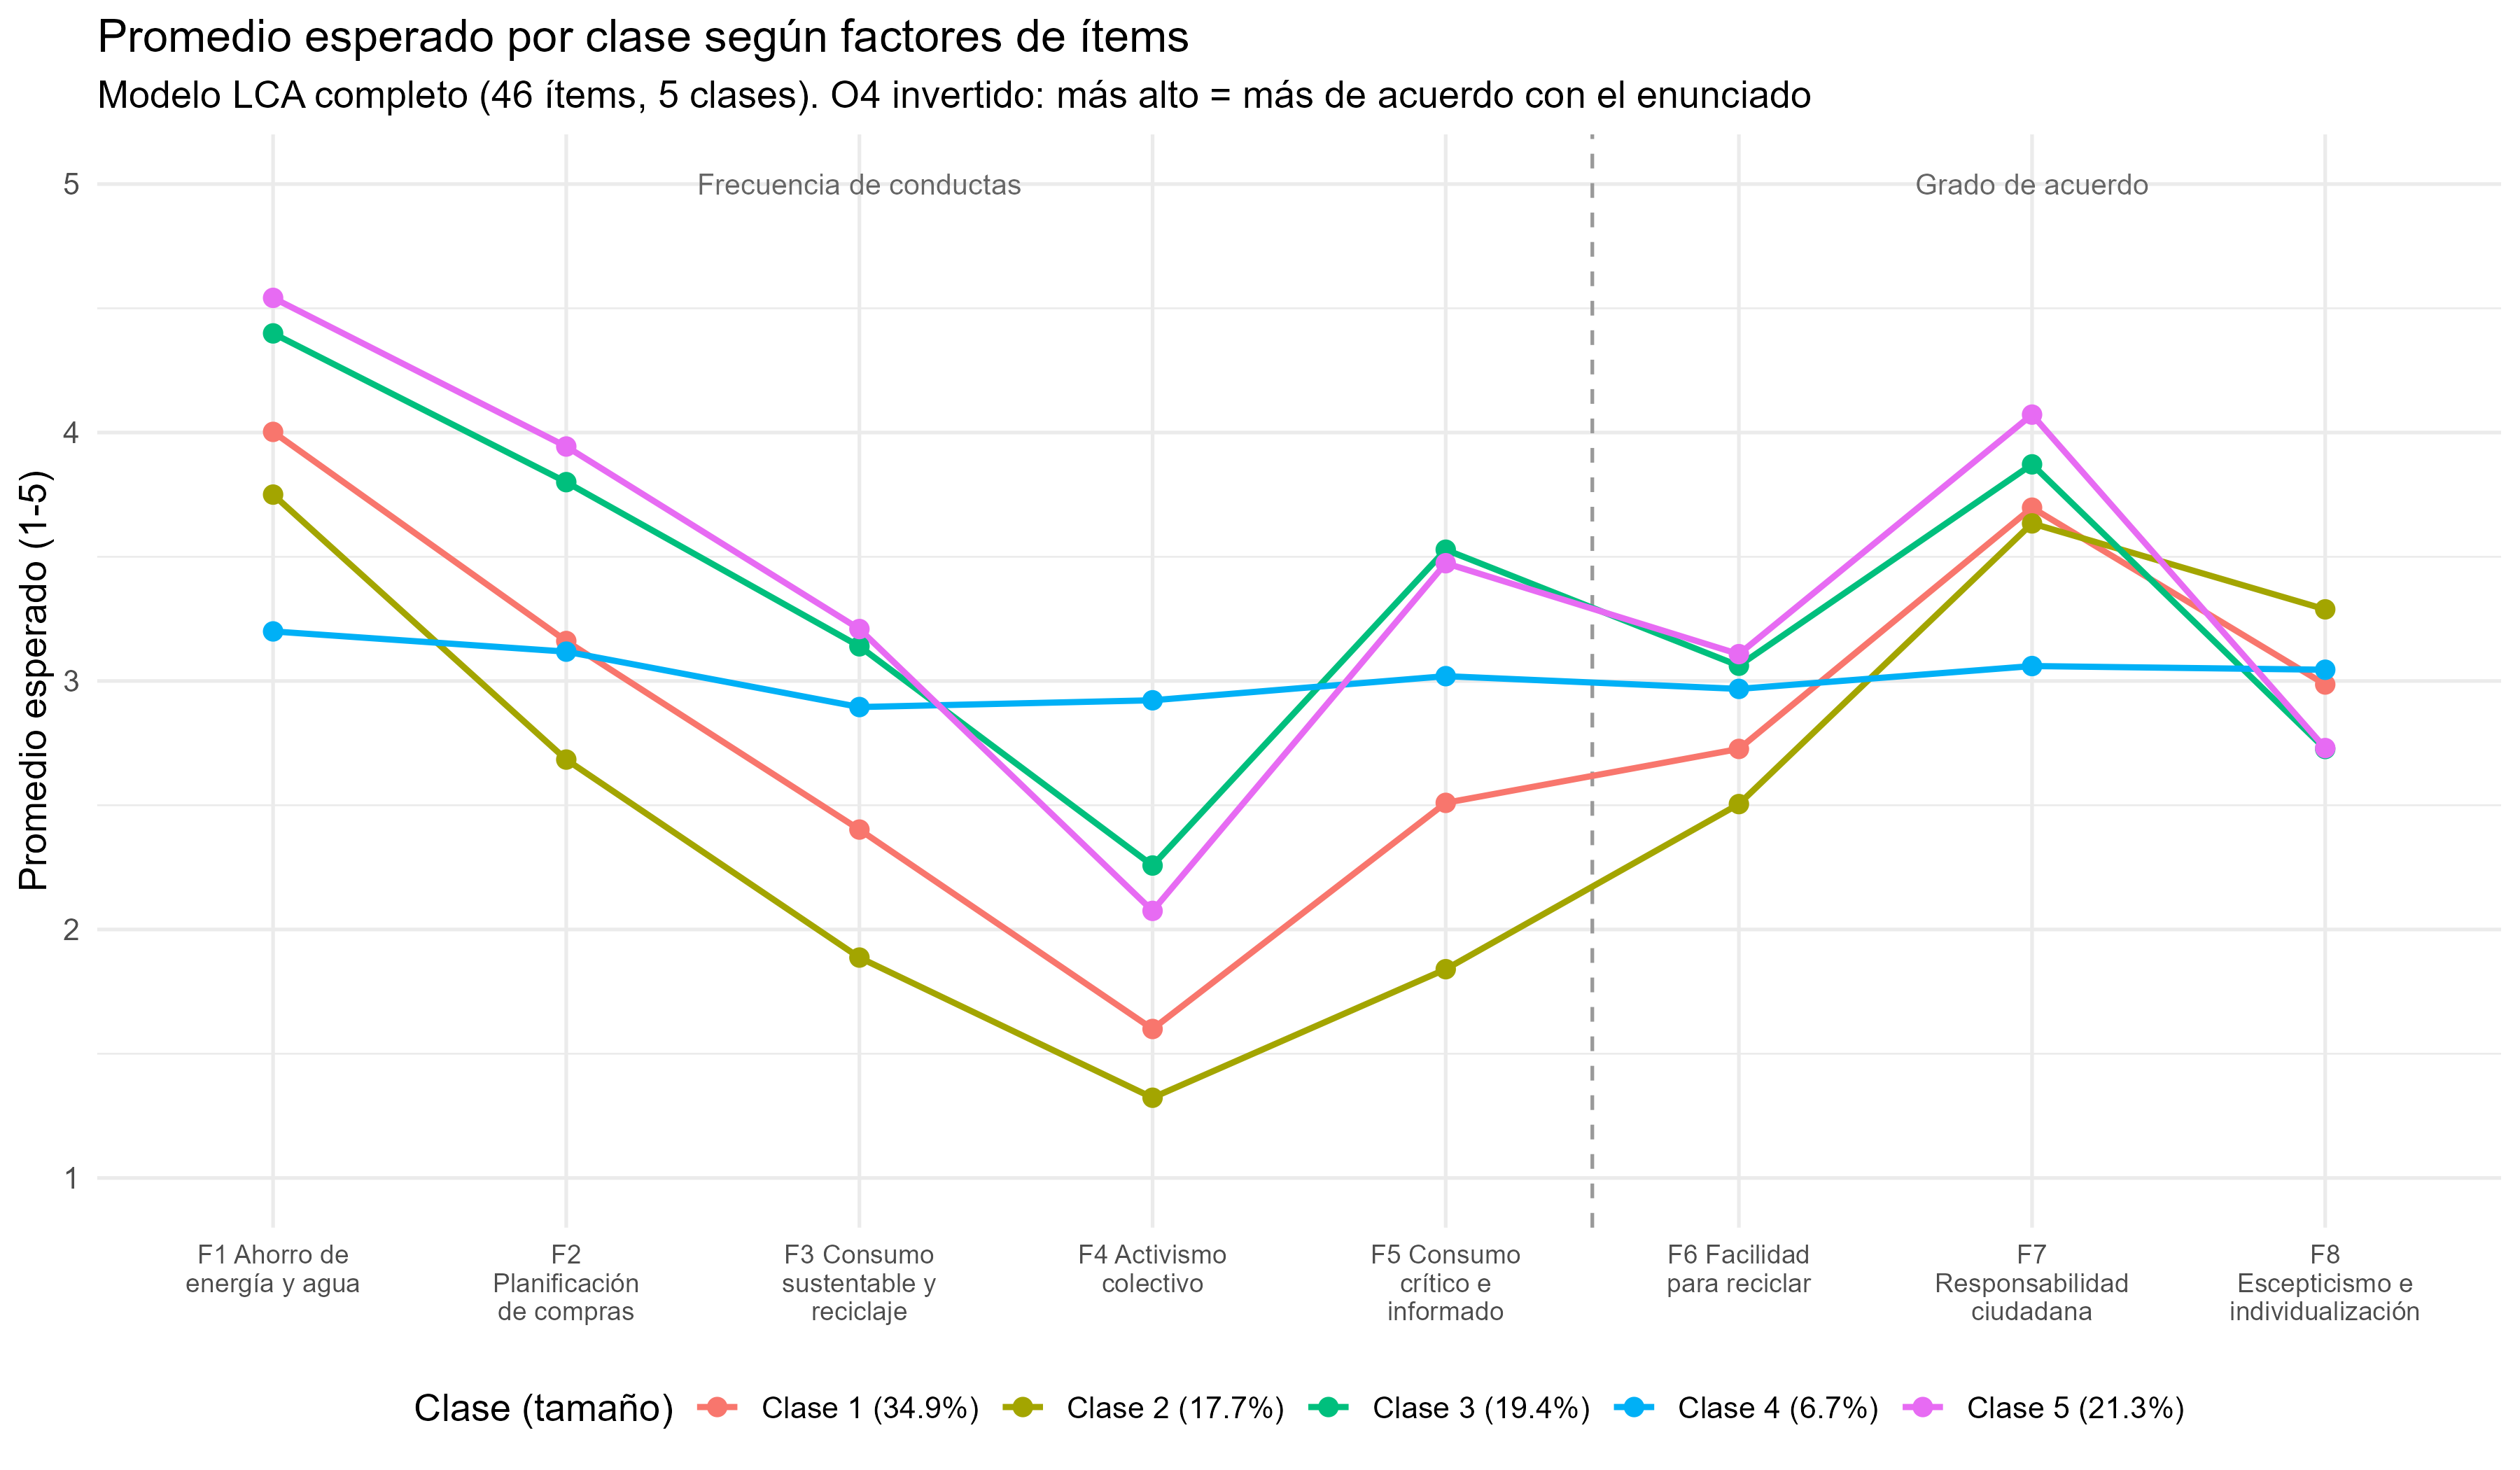 Promedio esperado por clase según factores de ítems
Modelo LCA completo (46 ítems, 5 clases). O4 invertido: más alto = más de acuerdo con el enunciado
Frecuencia de conductas
Grado de acuerdo
Promedio esperado (1-5)
5
4
3
2
1
F1 Ahorro de
energía y agua
F2
Planificación
de compras
F3 Consumo
sustentable y
reciclaje
F4 Activismo
colectivo
F5 Consumo
crítico e
informado
F6 Facilidad
para reciclar
F7
Responsabilidad
ciudadana
F8
Escepticismo e
individualización
Clase (tamaño)
Clase 1 (34.9%)
Clase 2 (17.7%)
Clase 3 (19.4%)
Clase 4 (6.7%)
Clase 5 (21.3%)